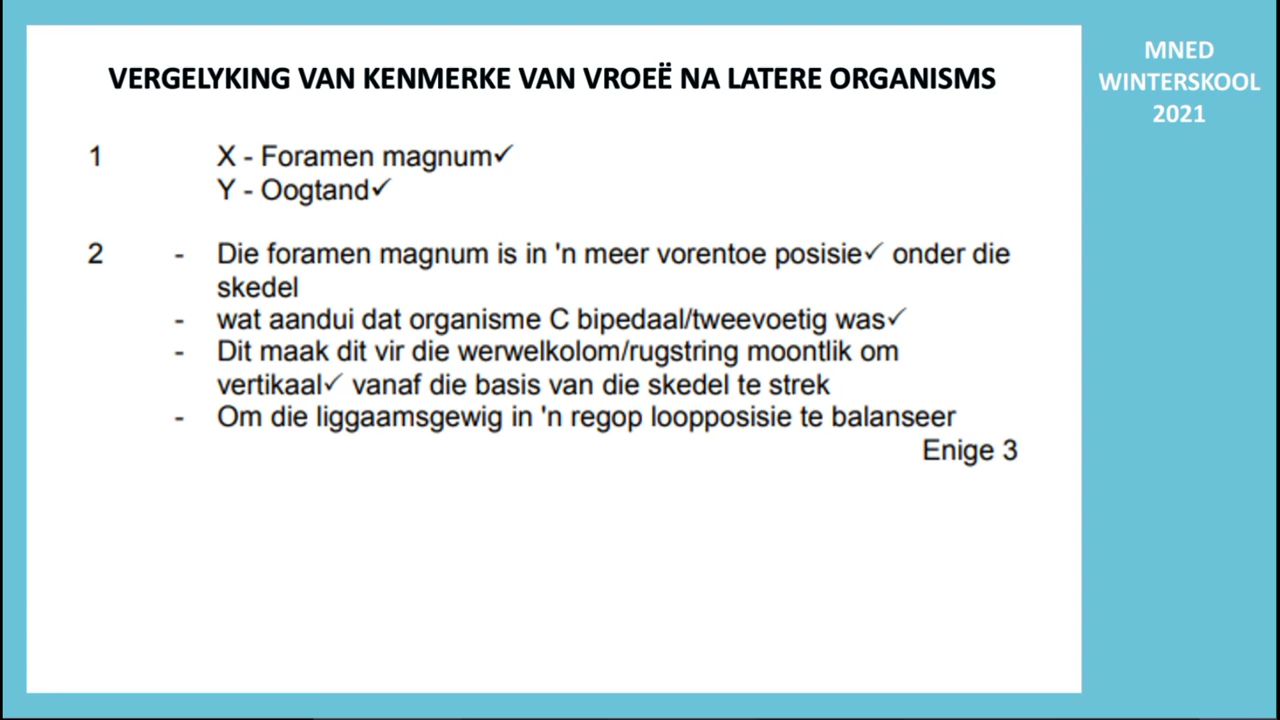 VERGELYKING VAN KENMERKE VAN VROEË NA LATERE ORGANISMS
MNED
WINTERSKOOL
2021
1 X - Foramen magnum✓
Y - Oogtand✓
2 - Die foramen magnum is in 'n meer vorentoe posisie✓ onder die
skedel
- wat aandui dat organisme C bipedaal/tweevoetig was✓
- Dit maak dit vir die werwelkolom/rugstring moontlik om
vertikaal✓ vanaf die basis van die skedel te strek
- Om die liggaamsgewig in 'n regop loopposisie te balanseer
Enige 3